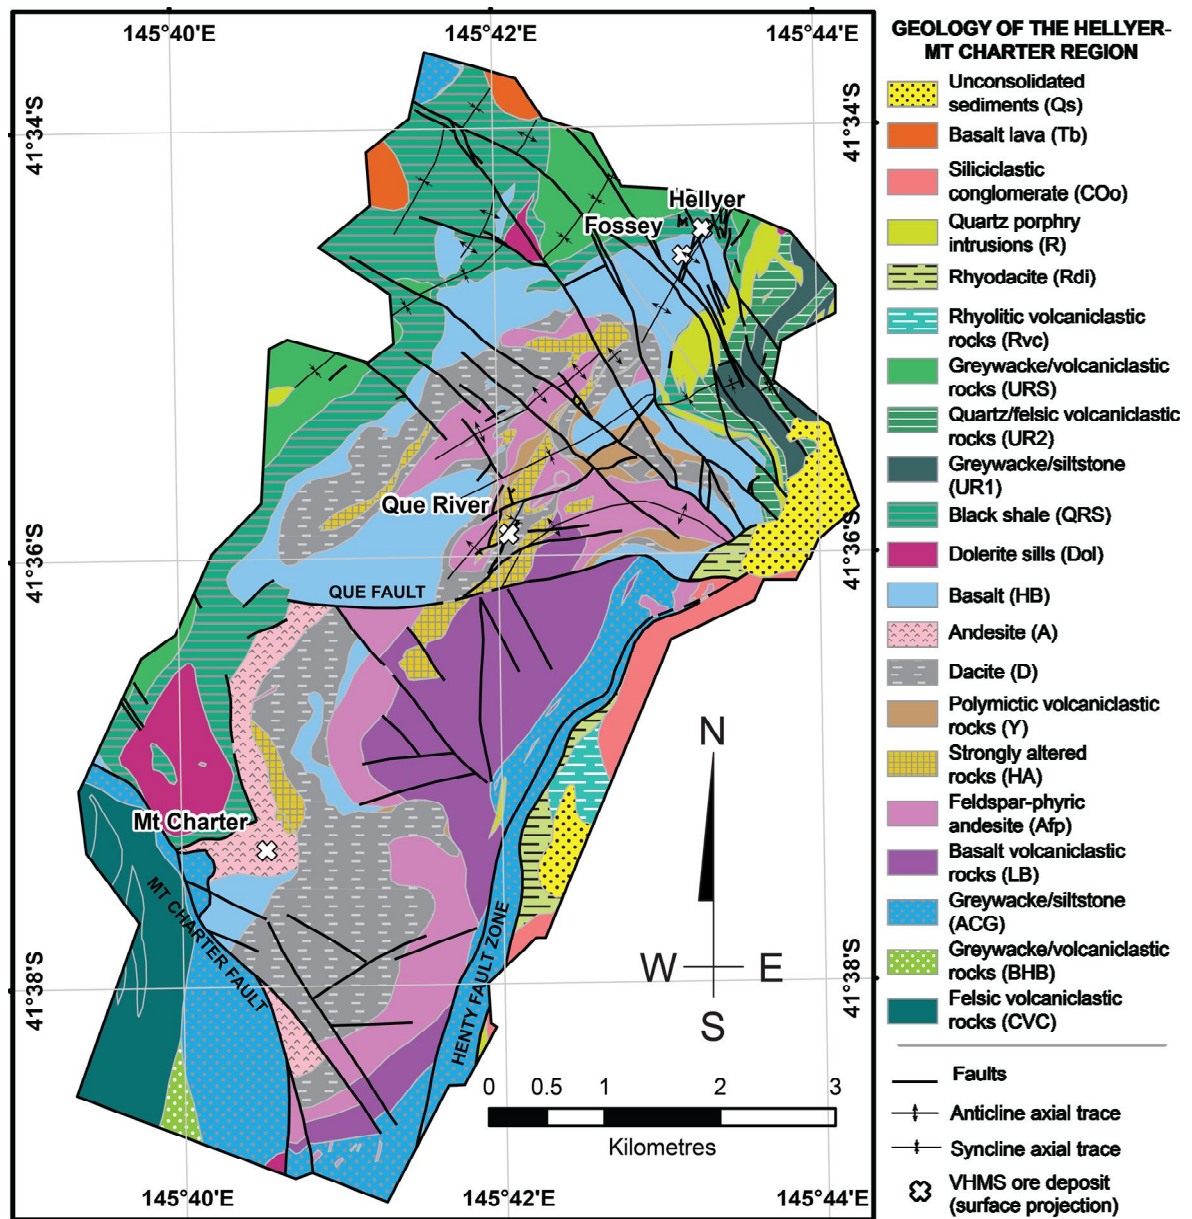 145°40'E
145°42'E
145°44'E
41°34'S
41°34'S
Hellyer
Fossey
Que River
41°36'S
41°36'S
QUE FAULT
Mt Charter
MT CHARTER FAULT
HENTY FAULT ZONE
41°38'S
41°38'S
N
W
E
S
0
0.5
1
2
3
Kilometres
145°40'E
145°42'E
145°44'E
GEOLOGY OF THE HELLYER-
MT CHARTER REGION
Unconsolidated
sediments (Qs)
Basalt lava (Tb)
Siliciclastic
conglomerate (COo)
Quartz porphry
intrusions (R)
Rhyodacite (Rdi)
Rhyolitic volcaniclastic
rocks (Rvc)
Greywacke/volcaniclastic
rocks (URS)
Quartz/felsic volcaniclastic
rocks (UR2)
Greywacke/siltstone
(UR1)
Black shale (QRS)
Dolerite sills (Dol)
Basalt (HB)
Andesite (A)
Dacite (D)
Polymictic volcaniclastic
rocks (Y)
Strongly altered
rocks (HA)
Feldspar-phyric
andesite (Afp)
Basalt volcaniclastic
rocks (LB)
Greywacke/siltstone
(ACG)
Greywacke/volcaniclastic
rocks (BHB)
Felsic volcaniclastic
rocks (CVC)
Faults
Anticline axial trace
Syncline axial trace
VHMS ore deposit
(surface projection)